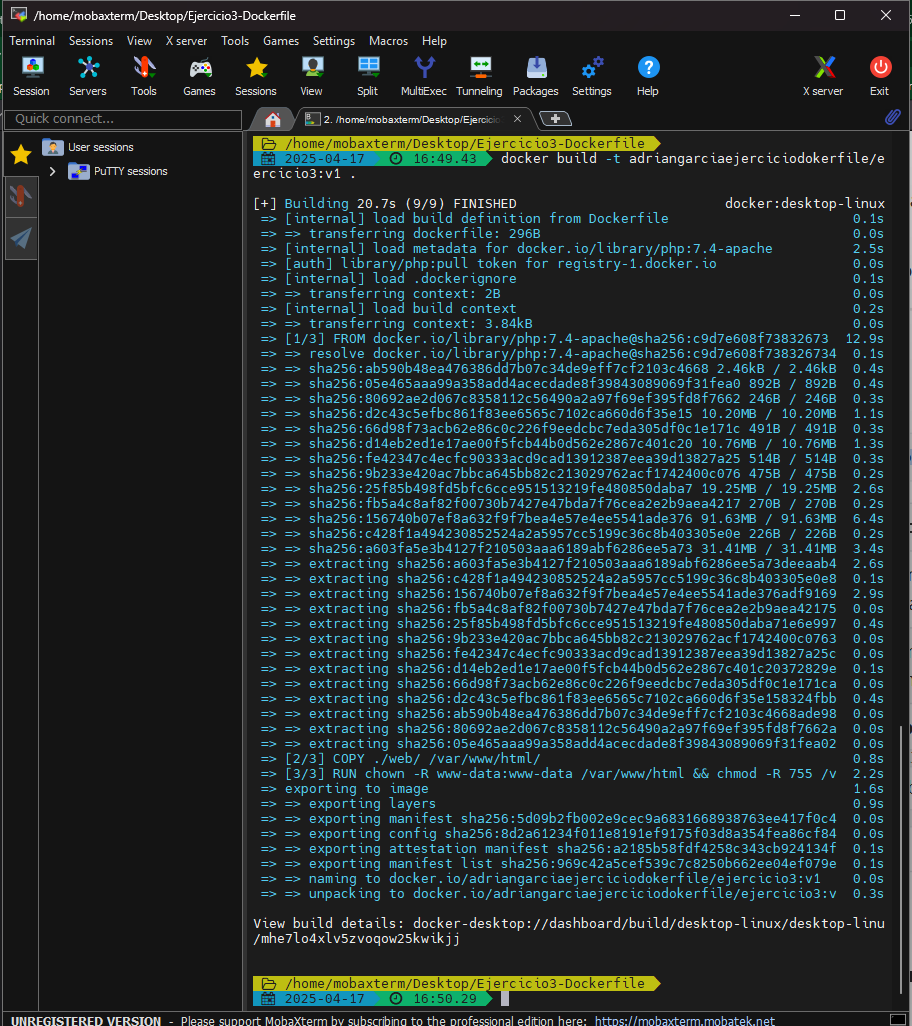 /home/mobaxterm/Desktop/Ejercicio3-Dockerfile
Terminal Sessions View X server Tools Games Settings Macros Help
Session Servers Tools Games Sessions View Split MultiExec Tunneling Packages Settings Help X server Exit
Quick connect...
2. /home/mobaxterm/Desktop/Ejercicio
User sessions
PuTTY sessions
/home/mobaxterm/Desktop/Ejercicio3-Dockerfile
2025-04-17 16:49.43 docker build -t adriangarciaejerciciodokerfile/e
ercicio3:v1 .
[+] Building 20.7s (9/9) FINISHED docker:desktop-linux
=> [internal] load build definition from Dockerfile 0.1s
=> => transferring dockerfile: 296B 0.0s
=> [internal] load metadata for docker.io/library/php:7.4-apache 2.5s
=> [auth] library/php:pull token for registry-1.docker.io 0.0s
=> [internal] load .dockerignore 0.1s
=> => transferring context: 2B 0.0s
=> [internal] load build context 0.2s
=> => transferring context: 3.84kB 0.0s
=> [1/3] FROM docker.io/library/php:7.4-apache@sha256:c9d7e608f73832673 12.9s
=> => resolve docker.io/library/php:7.4-apache@sha256:c9d7e608f738326734 0.1s
=> => sha256:ab590b48ea476386dd7b07c34de9eff7cf2103c4668 2.46kB / 2.46kB 0.4s
=> => sha256:05e465aaa99a358add4acecdade8f39843089069f31fea0 892B / 892B 0.4s
=> => sha256:80692ae2d067c8358112c56490a2a97f69ef395fd8f7662 246B / 246B 0.3s
=> => sha256:d2c43c5efbc861f83ee6565c7102ca660d6f35e15 10.20MB / 10.20MB 1.1s
=> => sha256:66d98f73acb62e86c0c226f9eedcbc7eda305df0c1e171c 491B / 491B 0.3s
=> => sha256:d14eb2ed1e17ae00f5fcb44b0d562e2867c401c20 10.76MB / 10.76MB 1.3s
=> => sha256:fe42347c4ecfc90333acd9cad13912387eea39d13827a25 514B / 514B 0.3s
=> => sha256:9b233e420ac7bbca645bb82c213029762acf1742400c076 475B / 475B 0.2s
=> => sha256:25f85b498fd5bfc6cce951513219fe480850daba7 19.25MB / 19.25MB 2.6s
=> => sha256:fb5a4c8af82f00730b7427e47bda7f76cea2e2b9aea4217 270B / 270B 0.2s
=> => sha256:156740b07ef8a632f9f7bea4e57e4ee5541ade376 91.63MB / 91.63MB 6.4s
=> => sha256:c428f1a494230852524a2a5957cc5199c36c8b403305e0e 226B / 226B 0.2s
=> => sha256:a603fa5e3b4127f210503aaa6189abf6286ee5a73 31.41MB / 31.41MB 3.4s
=> => extracting sha256:a603fa5e3b4127f210503aaa6189abf6286ee5a73deeaab4 2.6s
=> => extracting sha256:c428f1a494230852524a2a5957cc5199c36c8b403305e0e8 0.1s
=> => extracting sha256:156740b07ef8a632f9f7bea4e57e4ee5541ade376adf9169 2.9s
=> => extracting sha256:fb5a4c8af82f00730b7427e47bda7f76cea2e2b9aea42175 0.0s
=> => extracting sha256:25f85b498fd5bfc6cce951513219fe480850daba71e6e997 0.4s
=> => extracting sha256:9b233e420ac7bbca645bb82c213029762acf1742400c0763 0.0s
=> => extracting sha256:fe42347c4ecfc90333acd9cad13912387eea39d13827a25c 0.0s
=> => extracting sha256:d14eb2ed1e17ae00f5fcb44b0d562e2867c401c20372829e 0.1s
=> => extracting sha256:66d98f73acb62e86c0c226f9eedcbc7eda305df0c1e171ca 0.0s
=> => extracting sha256:d2c43c5efbc861f83ee6565c7102ca660d6f35e158324fbb 0.4s
=> => extracting sha256:ab590b48ea476386dd7b07c34de9eff7cf2103c4668ade98 0.0s
=> => extracting sha256:80692ae2d067c8358112c56490a2a97f69ef395fd8f7662a 0.0s
=> => extracting sha256:05e465aaa99a358add4acecdade8f39843089069f31fea02 0.0s
=> [2/3] COPY ./web/ /var/www/html/ 0.8s
=> [3/3] RUN chown -R www-data:www-data /var/www/html && chmod -R 755 /v 2.2s
=> exporting to image 1.6s
=> => exporting layers 0.9s
=> => exporting manifest sha256:5d09b2fb002e9cec9a6831668938763ee417f0c4 0.0s
=> => exporting config sha256:8d2a61234f011e8191ef9175f03d8a354fea86cf84 0.0s
=> => exporting attestation manifest sha256:a2185b58fdf4258c343cb924134f 0.1s
=> => exporting manifest list sha256:969c42a5cef539c7c8250b662ee04ef079e 0.1s
=> => naming to docker.io/adriangarciaejerciciodokerfile/ejercicio3:v1 0.0s
=> => unpacking to docker.io/adriangarciaejerciciodokerfile/ejercicio3:v 0.3s
View build details: docker-desktop://dashboard/build/desktop-linux/desktop-linu
/mhe7lo4xlv5zvoqow25kwikjj
/home/mobaxterm/Desktop/Ejercicio3-Dockerfile
2025-04-17 16:50.29
UNREGISTERED VERSION - Please support MobaXterm by subscribing to the professional edition here: https://mobaxterm.mobatek.net